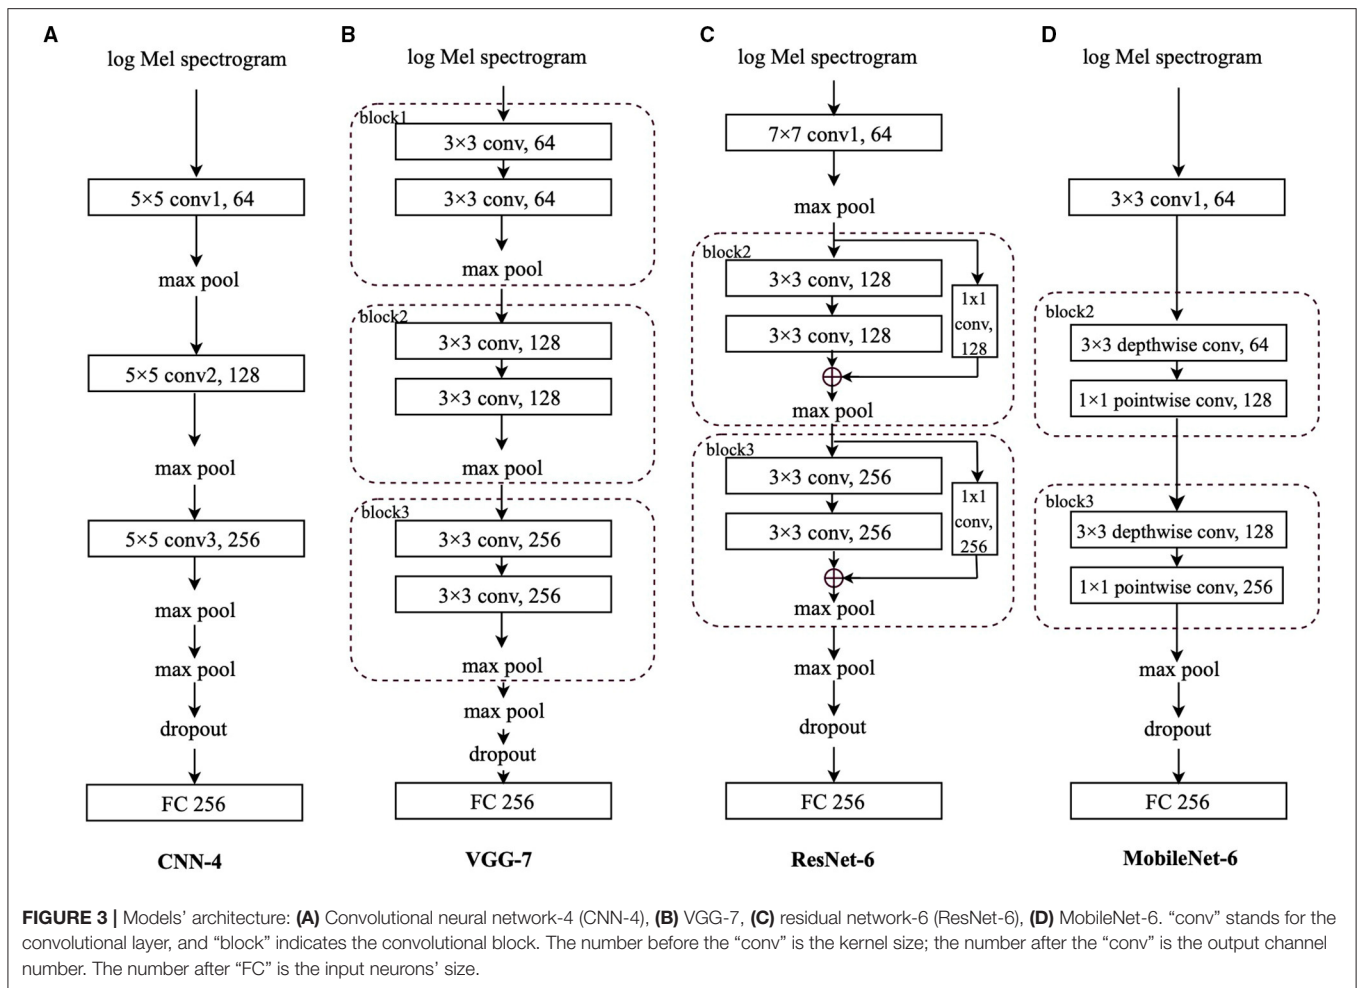 A
log Mel spectrogram
5×5 conv1, 64
max pool
5×5 conv2, 128
max pool
5×5 conv3, 256
max pool
max pool
dropout
FC 256
CNN-4
B
log Mel spectrogram
block1
3×3 conv, 64
3×3 conv, 64
max pool
block2
3×3 conv, 128
3×3 conv, 128
max pool
block3
3×3 conv, 256
3×3 conv, 256
max pool
max pool
dropout
FC 256
VGG-7
C
log Mel spectrogram
7×7 conv1, 64
max pool
block2
3×3 conv, 128
3×3 conv, 128
1x1
conv,
128
max pool
block3
3×3 conv, 256
3×3 conv, 256
1x1
conv,
256
max pool
max pool
dropout
FC 256
ResNet-6
D
log Mel spectrogram
3×3 conv1, 64
block2
3×3 depthwise conv, 64
1×1 pointwise conv, 128
block3
3×3 depthwise conv, 128
1×1 pointwise conv, 256
max pool
dropout
FC 256
MobileNet-6
FIGURE 3 | Models’ architecture: (A) Convolutional neural network-4 (CNN-4), (B) VGG-7, (C) residual network-6 (ResNet-6), (D) MobileNet-6. “conv” stands for the
convolutional layer, and “block” indicates the convolutional block. The number before the “conv” is the kernel size; the number after the “conv” is the output channel
number. The number after “FC” is the input neurons’ size.